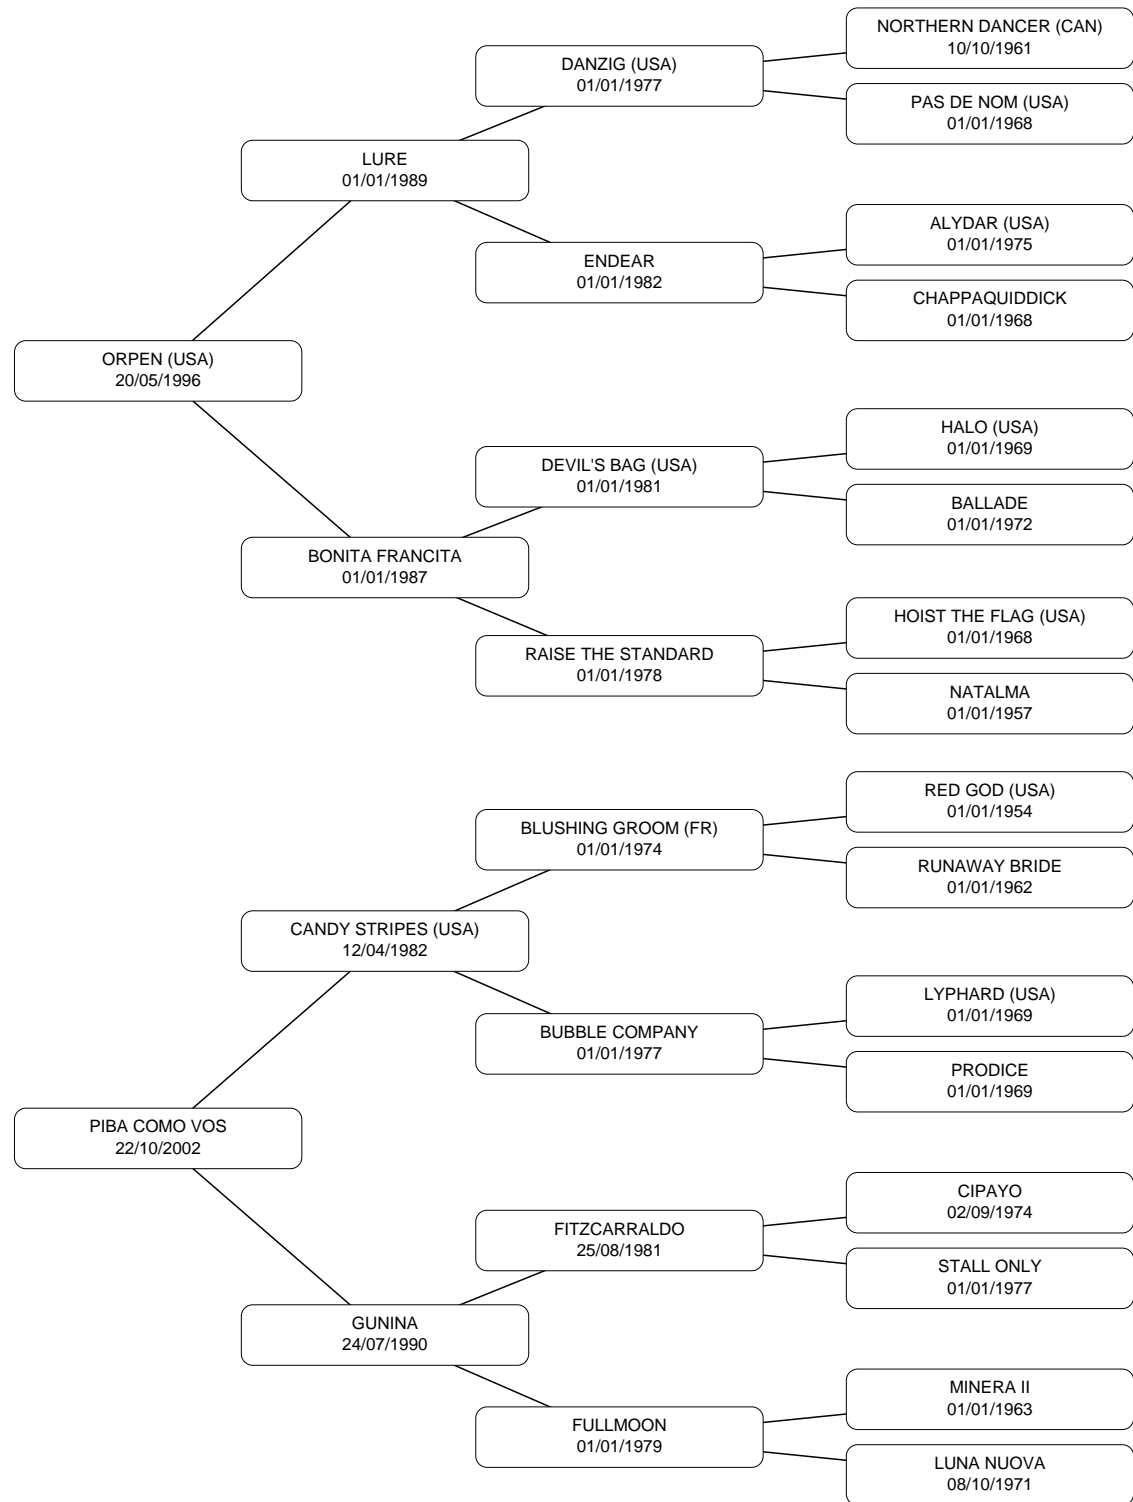 NORTHERN DANCER (CAN)
10/10/1961
DANZIG (USA)
01/01/1977
PAS DE NOM (USA)
01/01/1968
LURE
01/01/1989
ALYDAR (USA)
01/01/1975
ENDEAR
01/01/1982
CHAPPAQUIDDICK
01/01/1968
ORPEN (USA)
20/05/1996
HALO (USA)
01/01/1969
DEVIL'S BAG (USA)
01/01/1981
BALLADE
01/01/1972
BONITA FRANCITA
01/01/1987
HOIST THE FLAG (USA)
01/01/1968
RAISE THE STANDARD
01/01/1978
NATALMA
01/01/1957
RED GOD (USA)
01/01/1954
BLUSHING GROOM (FR)
01/01/1974
RUNAWAY BRIDE
01/01/1962
CANDY STRIPES (USA)
12/04/1982
LYPHARD (USA)
01/01/1969
BUBBLE COMPANY
01/01/1977
PRODICE
01/01/1969
PIBA COMO VOS
22/10/2002
CIPAYO
02/09/1974
FITZCARRALDO
25/08/1981
STALL ONLY
01/01/1977
GUNINA
24/07/1990
MINERA II
01/01/1963
FULLMOON
01/01/1979
LUNA NUOVA
08/10/1971